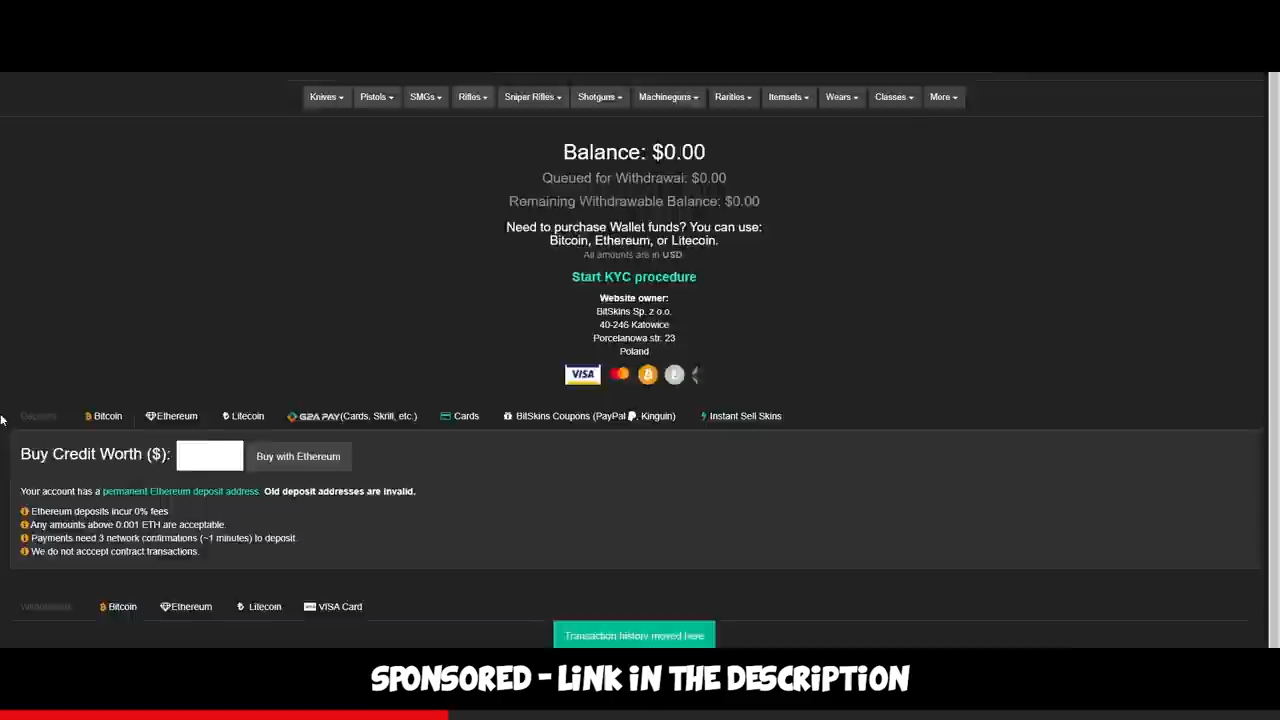 Knives Pistols SMGs Rifles Sniper Rifles Shotguns Machineguns Rarities Itemsets Wears Classes More
Balance: $0.00
Queued for Withdrawal: $0.00
Remaining Withdrawable Balance: $0.00
Need to purchase Wallet funds? You can use:
Bitcoin, Ethereum, or Litecoin.
All amounts are in USD
Start KYC procedure
Website owner:
BitSkins Sp. z o.o.
40-246 Katowice
Porcelanowa str. 23
Poland
VISA
Deposits Bitcoin Ethereum Litecoin G2A PAY(Cards, Skrill, etc.) Cards BitSkins Coupons (PayPal, Kinguin) Instant Sell Skins
Buy Credit Worth ($): Buy with Ethereum
Your account has a permanent Ethereum deposit address. Old deposit addresses are invalid.
Ethereum deposits incur 0% fees
Any amounts above 0.001 ETH are acceptable.
Payments need 3 network confirmations (~1 minutes) to deposit.
We do not acccept contract transactions.
Bitcoin Ethereum Litecoin VISA Card
Transaction history moved here
SPONSORED - LINK IN THE DESCRIPTION